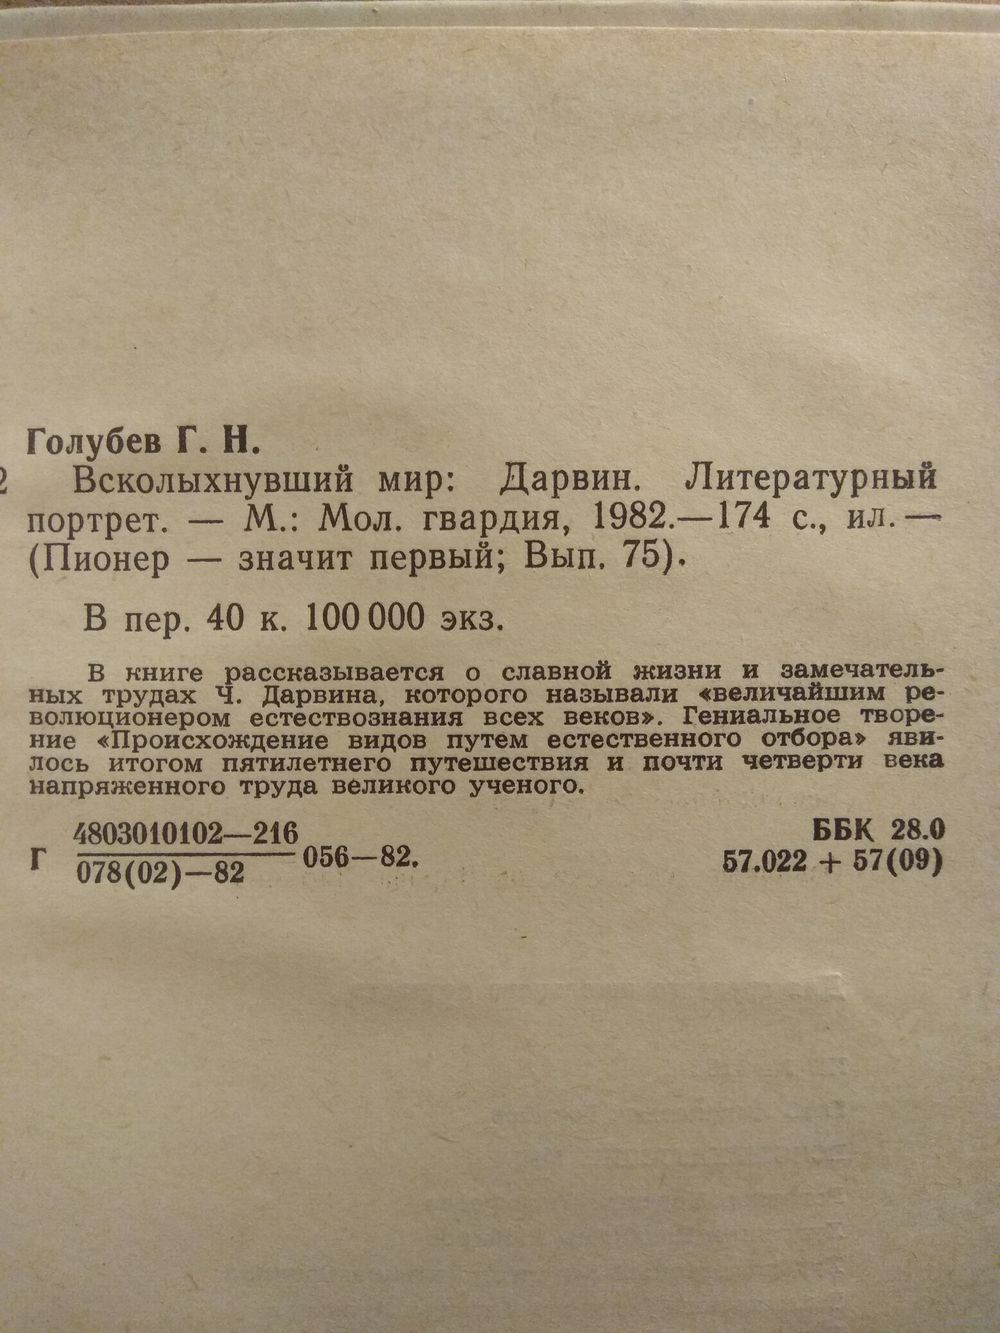 Голубев Г. Н.
2 Всколыхнувший мир: Дарвин. Литературный
портрет. — М.: Мол. гвардия, 1982.—174 с., ил.—
(Пионер — значит первый; Вып. 75).
В пер. 40 к. 100 000 экз.
В книге рассказывается о славной жизни и замечатель-
ных трудах Ч. Дарвина, которого называли «величайшим ре-
волюционером естествознания всех веков». Гениальное творе-
ние «Происхождение видов путем естественного отбора» яви-
лось итогом пятилетнего путешествия и почти четверти века
напряженного труда великого ученого.
Г 4803010102—216
078(02)—82 056—82.
ББК 28.0
57.022 + 57(09)